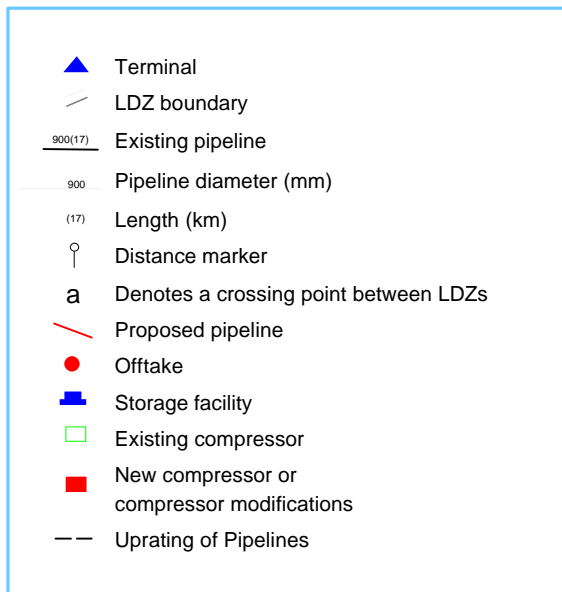 Terminal
LDZ boundary
900(17) Existing pipeline
900 Pipeline diameter (mm)
(17) Length (km)
Distance marker
a Denotes a crossing point between LDZs
Proposed pipeline
Offtake
Storage facility
Existing compressor
New compressor or
compressor modifications
Uprating of Pipelines